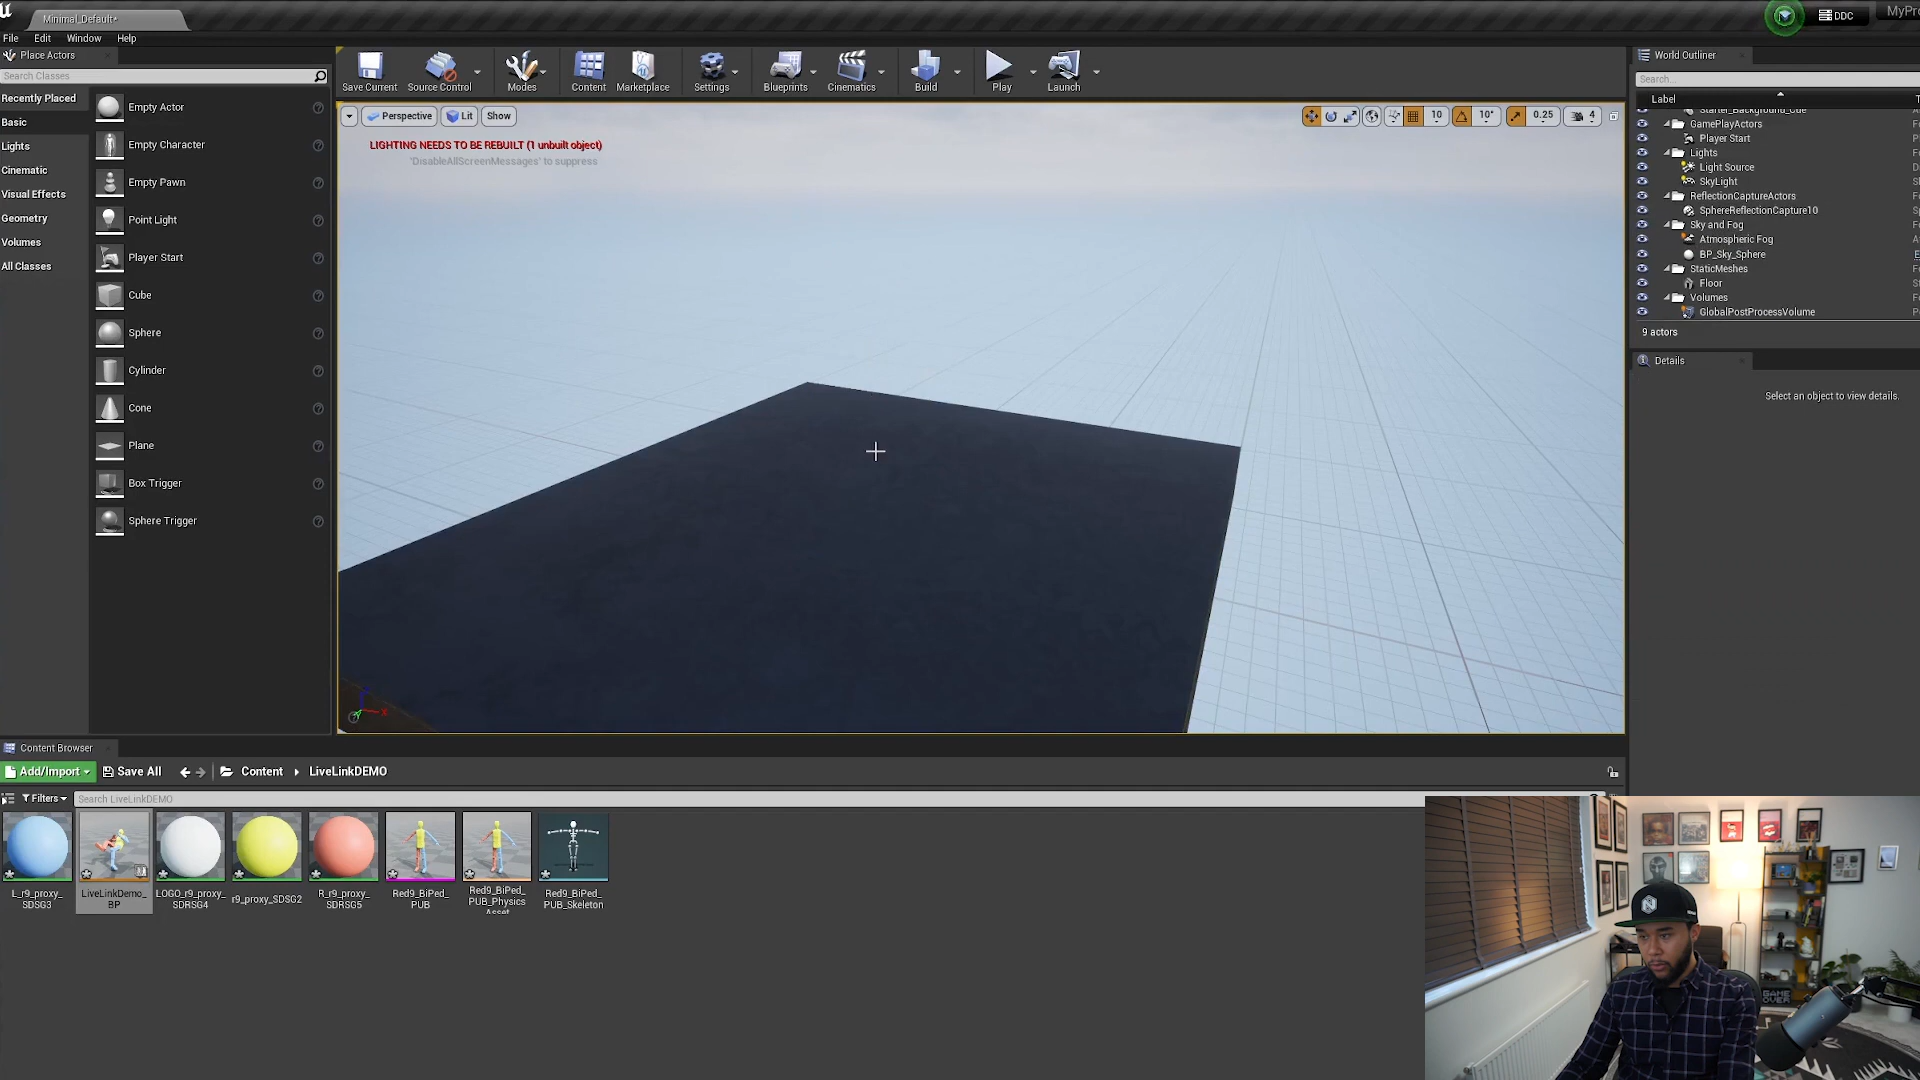 Minimal_Default*
DDC
MyPro
File
Edit
Window
Help
Place Actors
Search Classes
Recently Placed
Basic
Lights
Cinematic
Visual Effects
Geometry
Volumes
All Classes
Empty Actor
Empty Character
Empty Pawn
Point Light
Player Start
Cube
Sphere
Cylinder
Cone
Plane
Box Trigger
Sphere Trigger
Save Current
Source Control
Modes
Content
Marketplace
Settings
Blueprints
Cinematics
Build
Play
Launch
Perspective
Lit
Show
10
10°
0.25
4
LIGHTING NEEDS TO BE REBUILT (1 unbuilt object)
'DisableAllScreenMessages' to suppress
World Outliner
Search...
Label
Starter_Background_Cue
GamePlayActors
Player Start
Lights
Light Source
SkyLight
ReflectionCaptureActors
SphereReflectionCapture10
Sky and Fog
Atmospheric Fog
BP_Sky_Sphere
StaticMeshes
Floor
Volumes
GlobalPostProcessVolume
9 actors
Details
Select an object to view details.
Content Browser
Add/Import
Save All
Content
LiveLinkDEMO
Filters
Search LiveLinkDEMO
L_r9_proxy_
SDSG3
LiveLinkDemo_
BP
LOGO_r9_proxy_
SDRSG4
r9_proxy_SDSG2
R_r9_proxy_
SDRSG5
Red9_BiPed_
PUB
Red9_BiPed_
PUB_Physics
Asset
Red9_BiPed_
PUB_Skeleton
GAME
OVER